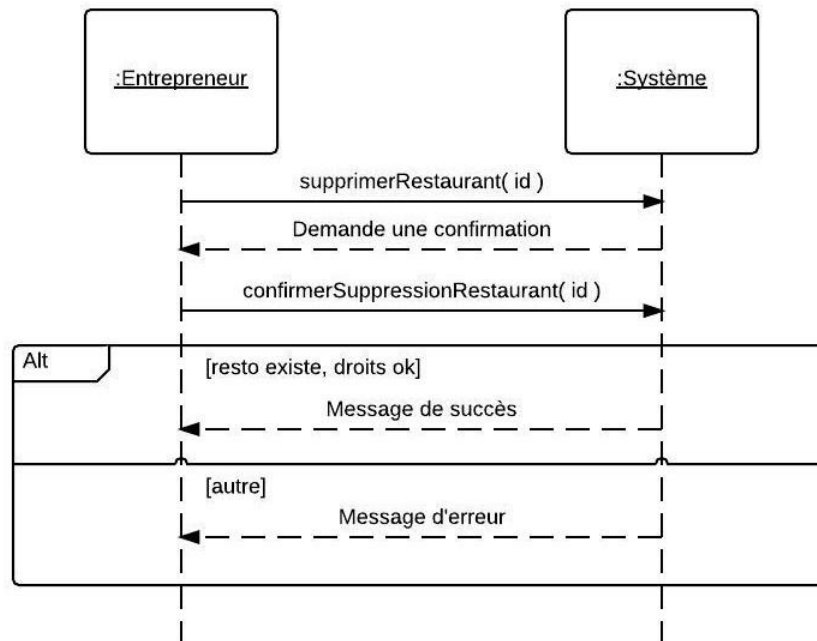 :Entrepreneur
:Système
supprimerRestaurant( id )
Demande une confirmation
confirmerSuppressionRestaurant( id )
Alt
[resto existe, droits ok]
Message de succès
[autre]
Message d'erreur